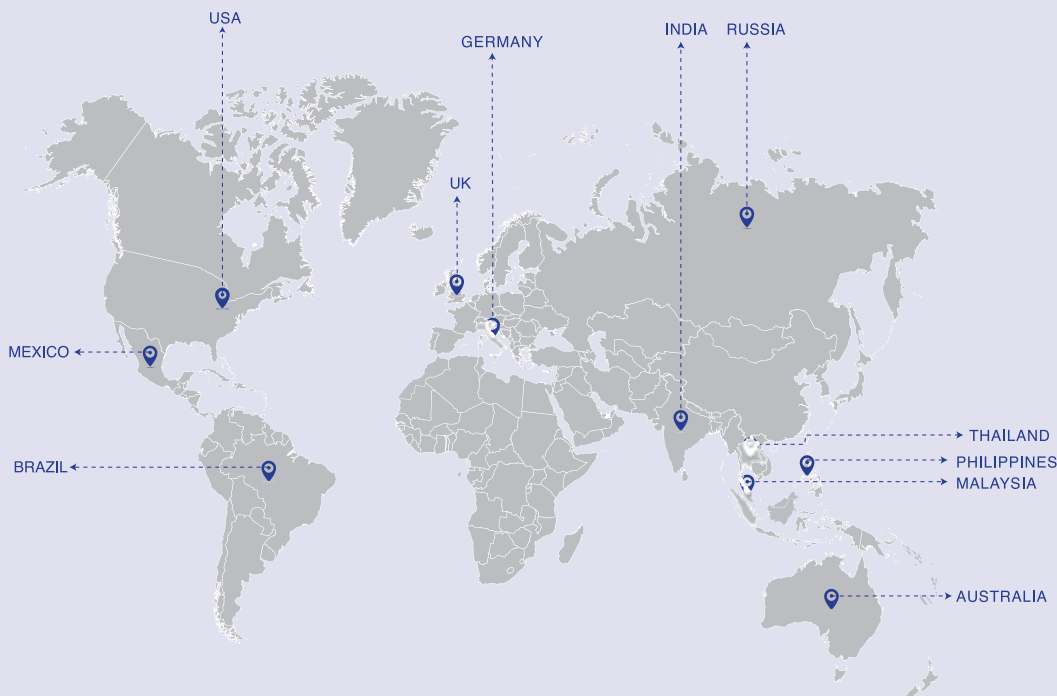 USA
GERMANY
INDIA
RUSSIA
UK
MEXICO
BRAZIL
THAILAND
PHILIPPINES
MALAYSIA
AUSTRALIA